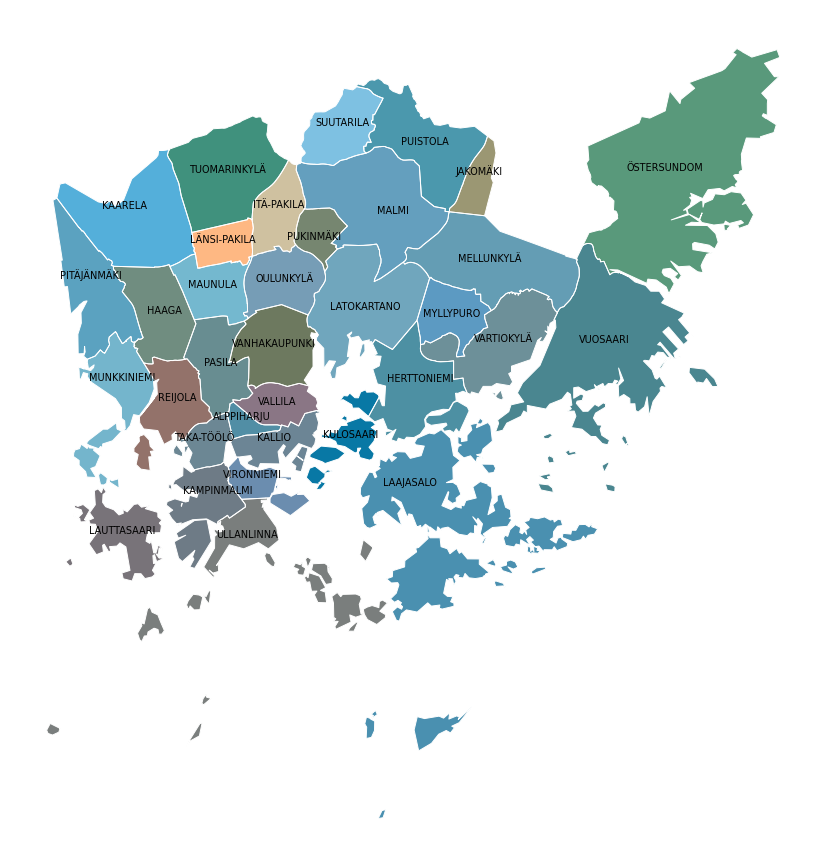 SUUTARILA
PUISTOLA
ÖSTERSUNDOM
TUOMARINKYLÄ
JAKOMÄKI
KAARELA
ITÄ-PAKILA
MALMI
LÄNSI-PAKILA
PUKINMÄKI
MELLUNKYLÄ
PITÄJÄNMÄKI
MAUNULA
OULUNKYLÄ
HAAGA
LATOKARTANO
MYLLYPURO
VARTIOKYLÄ
VUOSAARI
VANHAKAUPUNKI
PASILA
MUNKKINIEMI
HERTTONIEMI
REIJOLA
VALLILA
ALPPIHARJU
TAKA-TÖÖLÖ
KALLIO
KULOSAARI
VIRONNIEMI
LAAJASALO
KAMPINMALMI
LAUTTASAARI
ULLANLINNA